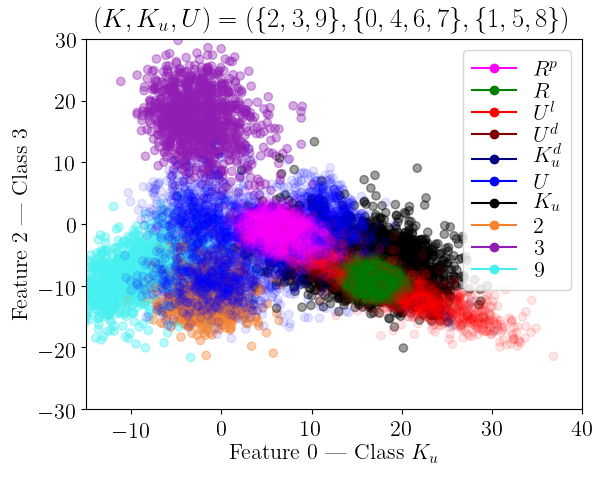 (K, K_u, U) = ({2, 3, 9}, {0, 4, 6, 7}, {1, 5, 8})
30
20
10
0
−10
−20
−30
Feature 2 — Class 3
−10
0
10
20
30
40
Feature 0 — Class K_u
R^p
R
U^l
U^d
K_u^d
U
K_u
2
3
9